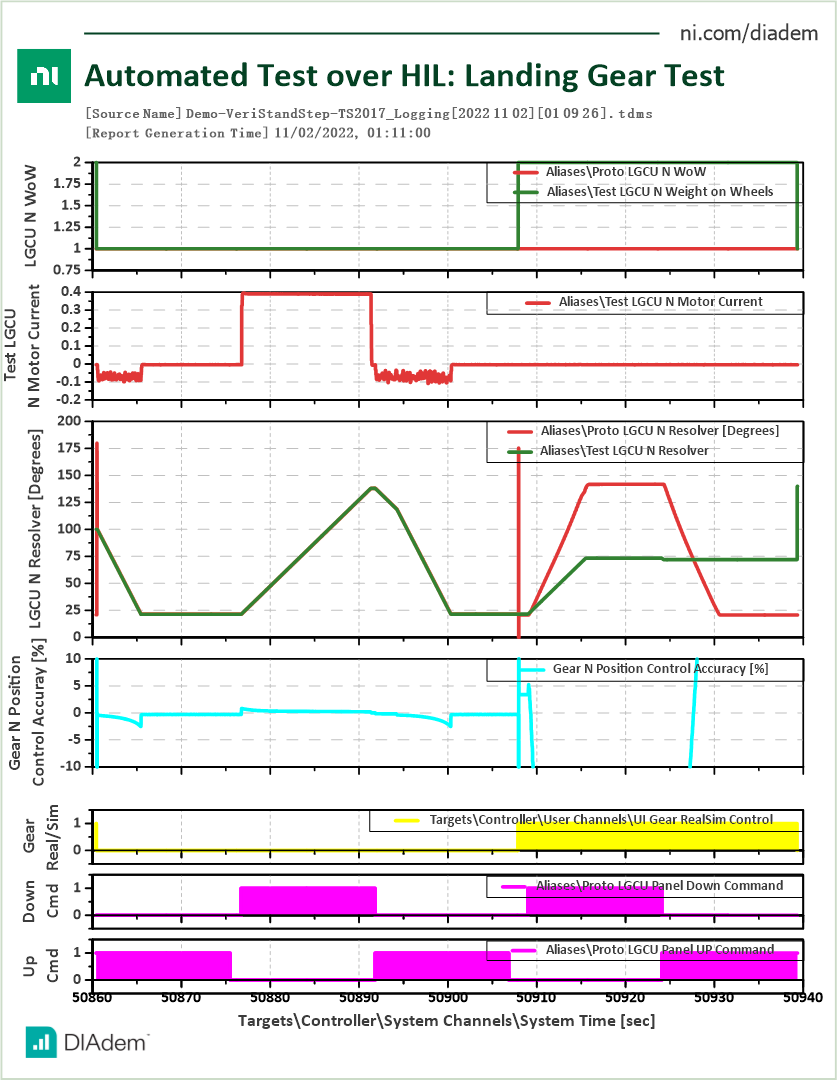 ni.com/diadem
ni
Automated Test over HIL: Landing Gear Test
[Source Name] Demo-VeriStandStep-TS2017_Logging[2022 11 02][01 09 26].tdms
[Report Generation Time] 11/02/2022, 01:11:00
LGCU N WoW
2
1.75
1.5
1.25
1
0.75
Aliases\Proto LGCU N WoW
Aliases\Test LGCU N Weight on Wheels
Test LGCU
N Motor Current
0.4
0.3
0.2
0.1
0
-0.1
-0.2
Aliases\Test LGCU N Motor Current
LGCU N Resolver [Degrees]
200
175
150
125
100
75
50
25
0
Aliases\Proto LGCU N Resolver [Degrees]
Aliases\Test LGCU N Resolver
Gear N Position
Control Accuray [%]
10
5
0
-5
-10
Gear N Position Control Accuracy [%]
Gear
Real/Sim
1
0
Targets\Controller\User Channels\UI Gear RealSim Control
Down
Cmd
1
0
Aliases\Proto LGCU Panel Down Command
Up
Cmd
1
0
Aliases\Proto LGCU Panel UP Command
50860 50870 50880 50890 50900 50910 50920 50930 50940
Targets\Controller\System Channels\System Time [sec]
DIAdem™